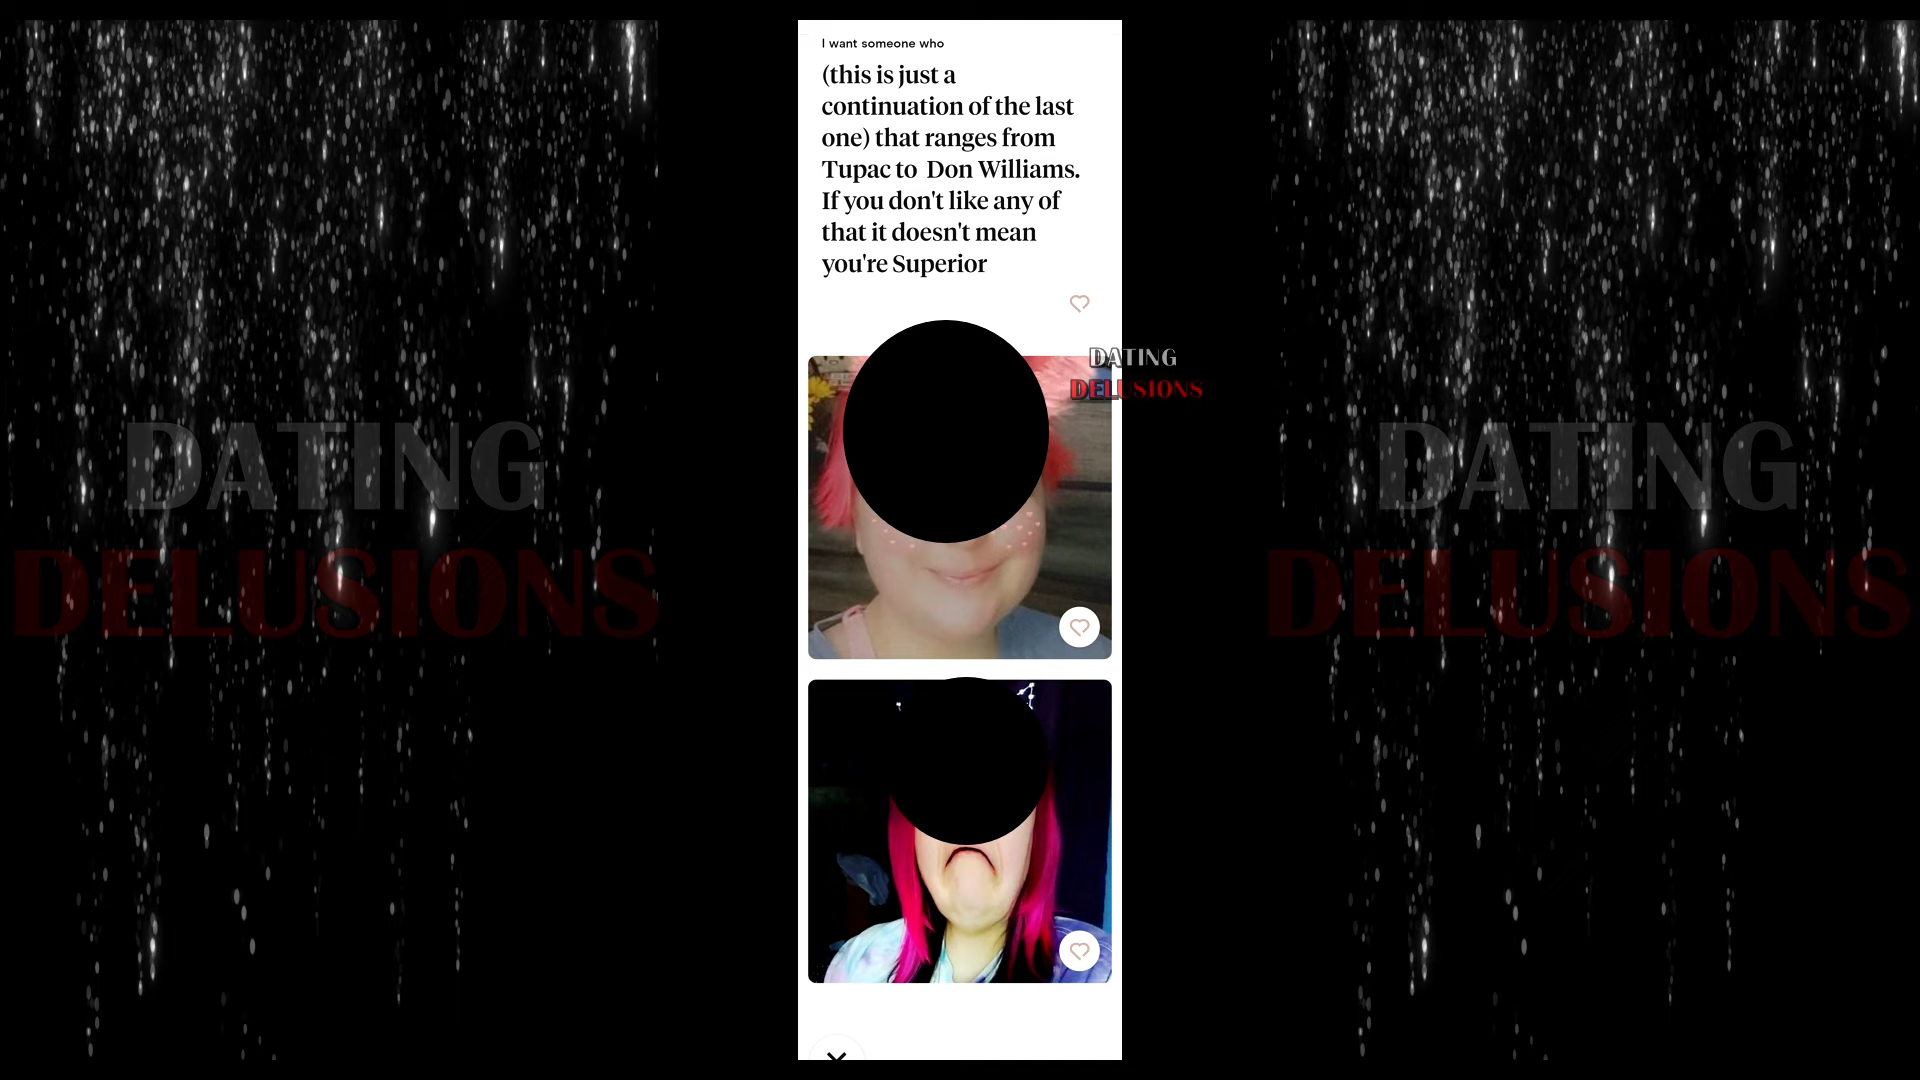 I want someone who
(this is just a
continuation of the last
one) that ranges from
Tupac to Don Williams.
If you don't like any of
that it doesn't mean
you're Superior
DATING
DELUSIONS
DATING
DELUSIONS
DATING
DELUSIONS